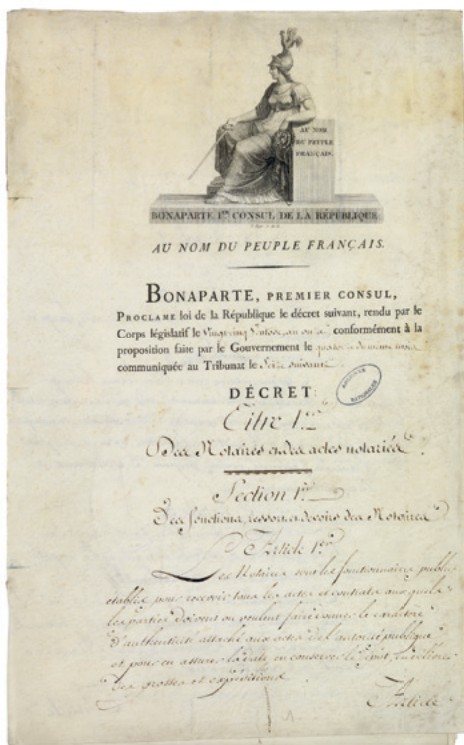 AU NOM
DU PEUPLE
FRANÇAIS.
BONAPARTE 1er CONSUL DE LA RÉPUBLIQUE
AU NOM DU PEUPLE FRANÇAIS.
BONAPARTE, PREMIER CONSUL,
PROCLAME loi de la République le décret suivant, rendu par le
Corps législatif le Vingt cinq Ventose, an onze conformément à la
proposition faite par le Gouvernement le
communiquée au Tribunat le Seize suivant
DÉCRET
Titre 1er
Des Notaires et des actes notariés.
Section 1ère
Des fonctions, ressort et devoirs des Notaires
Article 1er
Les Notaires sont les fonctionnaires publics
établis pour recevoir tous les actes et contrats auxquels
les parties doivent ou veulent faire donner le caractère
d'authenticité attaché aux actes de l'autorité publique
et pour en assurer la date, en conserver le dépôt, en délivrer
des grosses et expéditions.
Article